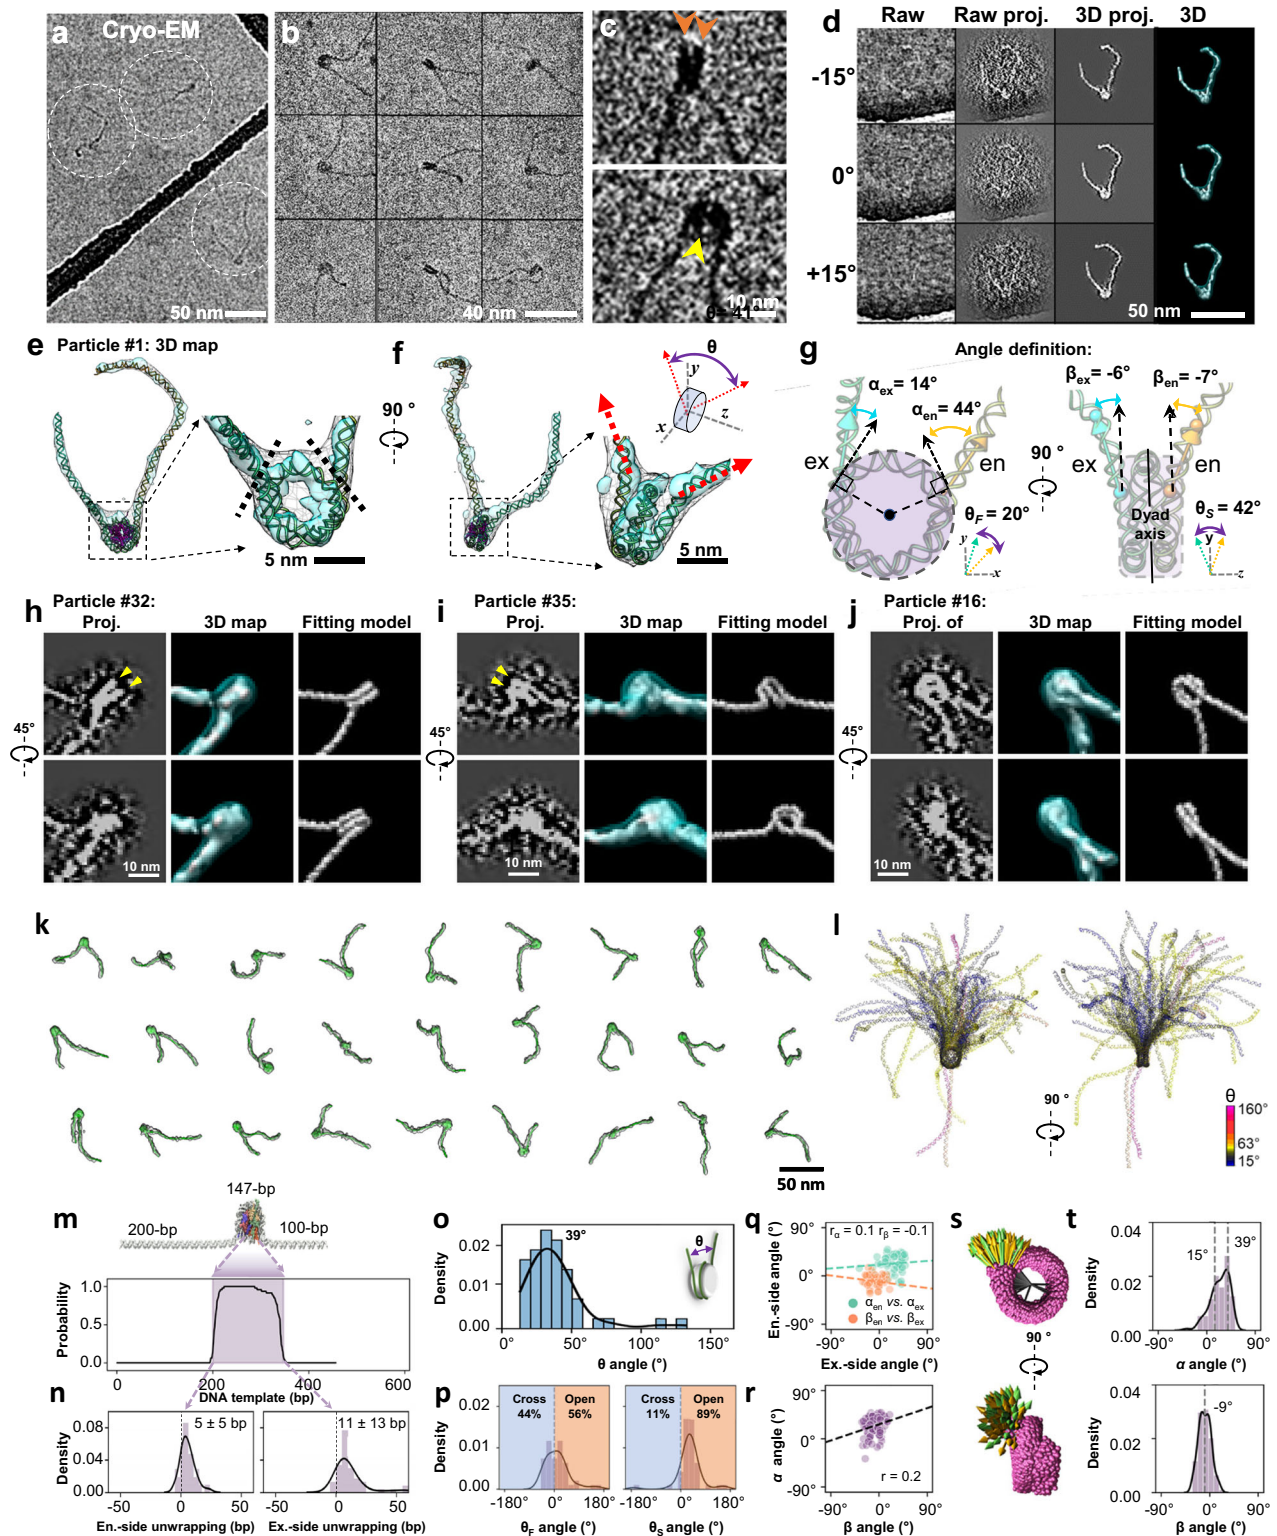 a Cryo-EM
50 nm
b
40 nm
c
10 nm
θ= 41°
d
Raw Raw proj. 3D proj. 3D
-15°
0°
+15°
50 nm
e Particle #1: 3D map
5 nm
90 °
f
θ
y
z
x
5 nm
g Angle definition:
αex= 14°
αen= 44°
ex
en
θF = 20°
y
x
90 °
βex= -6°
βen= -7°
ex
en
Dyad
axis
θS = 42°
y
z
h Particle #32:
Proj. 3D map Fitting model
45°
10 nm
i Particle #35:
Proj. 3D map Fitting model
45°
10 nm
j Particle #16:
Proj. of 3D map Fitting model
45°
10 nm
k
50 nm
l
90 °
θ
160°
63°
15°
m
147-bp
200-bp
100-bp
Probability
1.0
0.5
0.0
0 200 400 600
DNA template (bp)
n
Density
0.08
0.04
0.00
5 ± 5 bp
-50 0 50
En.-side unwrapping (bp)
11 ± 13 bp
-50 0 50
Ex.-side unwrapping (bp)
o
Density
0.02
0.01
0.00
39°
θ
0 50 100 150
θ angle (°)
p
Density
0.02
0.01
0.00
Cross
44%
Open
56%
-180° 0° 180°
θF angle (°)
Cross
11%
Open
89%
-180° 0° 180°
θS angle (°)
q
En.-side angle (°)
90°
0°
-90°
rα = 0.1 rβ = -0.1
αen vs. αex
βen vs. βex
-90° 0° 90°
Ex.-side angle (°)
r
α angle (°)
90°
0°
-90°
r = 0.2
-90° 0° 90°
β angle (°)
s
90 °
t
Density
0.04
0.02
0.00
15°
39°
-90° 0° 90°
α angle (°)
Density
0.04
0.02
0.00
-9°
-90° 0° 90°
β angle (°)